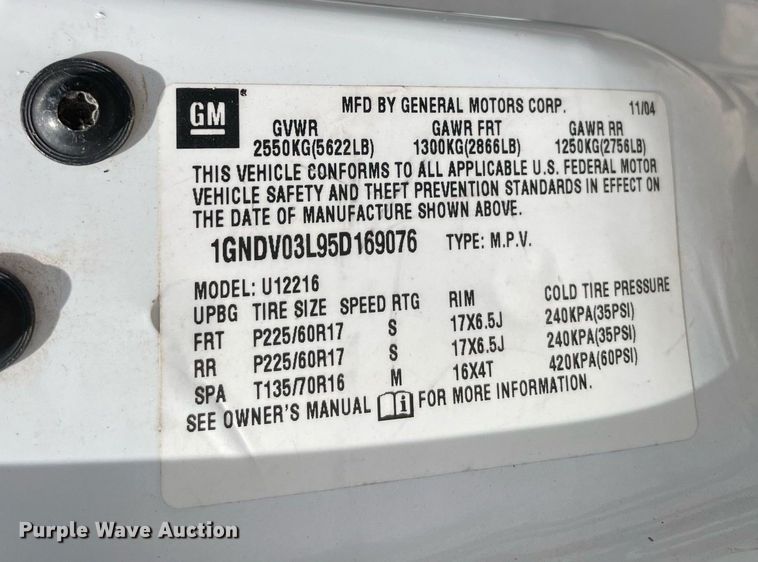 GM ® MFD BY GENERAL MOTORS CORP. 11/04
GVWR GAWR FRT GAWR RR
2550KG(5622LB) 1300KG(2866LB) 1250KG(2756LB)
THIS VEHICLE CONFORMS TO ALL APPLICABLE U.S. FEDERAL MOTOR
VEHICLE SAFETY AND THEFT PREVENTION STANDARDS IN EFFECT ON
THE DATE OF MANUFACTURE SHOWN ABOVE.
1GNDV03L95D169076 TYPE: M.P.V.
MODEL: U12216
UPBG TIRE SIZE SPEED RTG RIM COLD TIRE PRESSURE
FRT P225/60R17 S 17X6.5J 240KPA(35PSI)
RR P225/60R17 S 17X6.5J 240KPA(35PSI)
SPA T135/70R16 M 16X4T 420KPA(60PSI)
SEE OWNER'S MANUAL i FOR MORE INFORMATION.
Purple Wave Auction